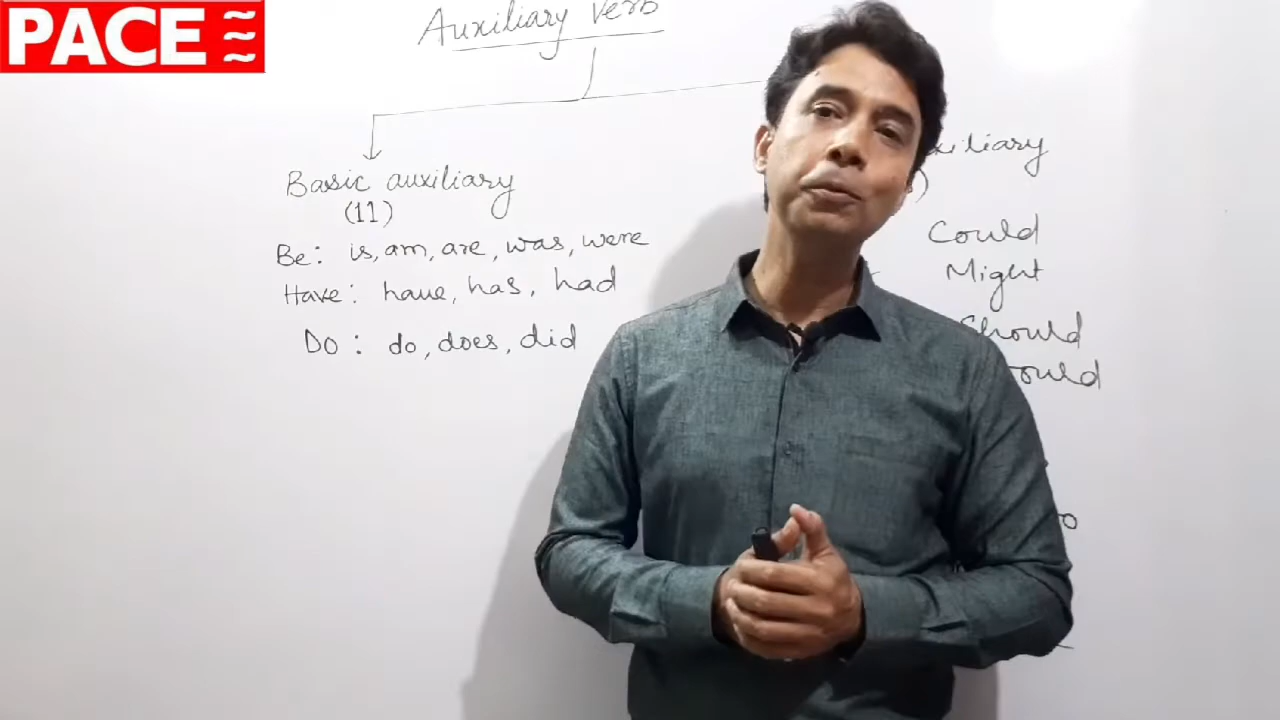 PACE
Auxiliary Verb
Basic auxiliary
(11)
Be: is, am, are, was, were
Have: have, has, had
Do: do, does, did
Could
Might
Should